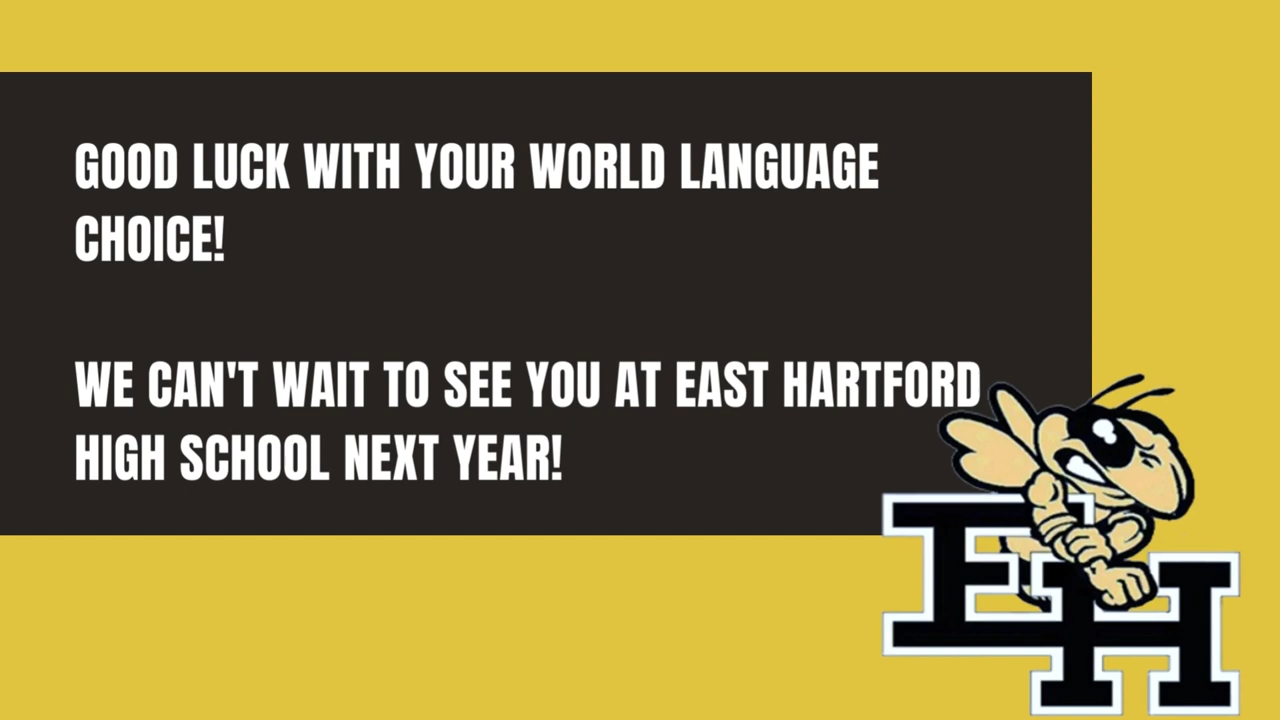 GOOD LUCK WITH YOUR WORLD LANGUAGE
CHOICE!
WE CAN'T WAIT TO SEE YOU AT EAST HARTFORD
HIGH SCHOOL NEXT YEAR!
EH